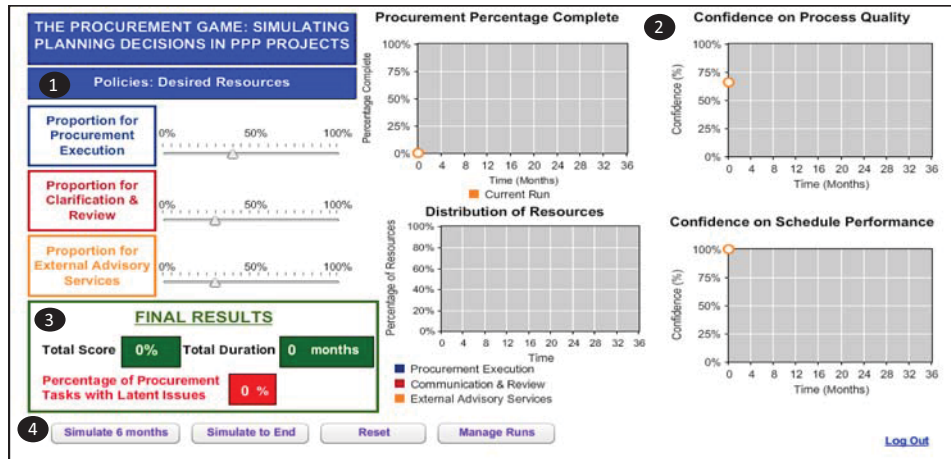 THE PROCUREMENT GAME: SIMULATING
PLANNING DECISIONS IN PPP PROJECTS
1
Policies: Desired Resources
Proportion for
Procurement
Execution
0% 50% 100%
Proportion for
Clarification &
Review
0% 50% 100%
Proportion for
External Advisory
Services
0% 50% 100%
3
FINAL RESULTS
Total Score 0% Total Duration 0 months
Percentage of Procurement
Tasks with Latent Issues
0 %
4
Simulate 6 months Simulate to End Reset Manage Runs
Procurement Percentage Complete
Percentage Complete
100%
75%
50%
25%
0%
0 4 8 12 16 20 24 28 32 36
Time (Months)
Current Run
Distribution of Resources
Percentage of Resources
100%
80%
60%
40%
20%
0%
0 4 8 12 16 20 24 28 32 36
Time
Procurement Execution
Communication & Review
External Advisory Services
2
Confidence on Process Quality
Confidence (%)
100%
75%
50%
25%
0%
0 4 8 12 16 20 24 28 32 36
Time (Months)
Confidence on Schedule Performance
Confidence (%)
100%
75%
50%
25%
0%
0 4 8 12 16 20 24 28 32 36
Time (Months)
Log Out